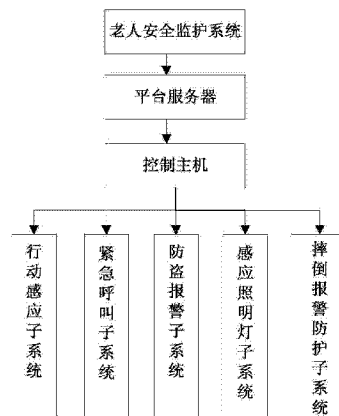 老人安全监护系统
平台服务器
控制主机
行动感应子系统
紧急呼叫子系统
防盗报警子系统
感应照明灯子系统
摔倒报警防护子系统